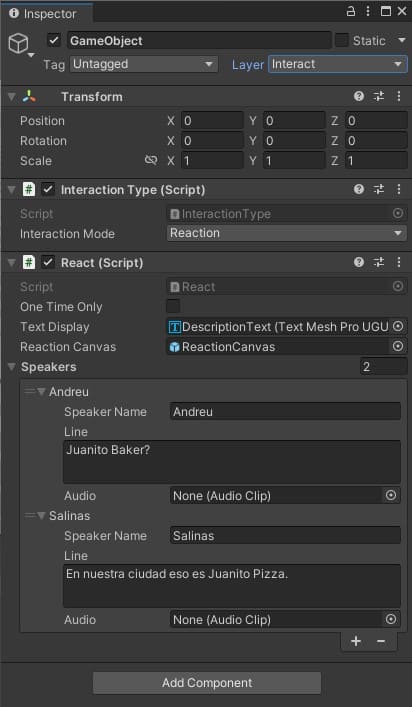 Inspector
GameObject Static
Tag Untagged Layer Interact
Transform
Position X 0 Y 0 Z 0
Rotation X 0 Y 0 Z 0
Scale X 1 Y 1 Z 1
# Interaction Type (Script)
Script # InteractionType
Interaction Mode Reaction
# React (Script)
Script # React
One Time Only
Text Display T DescriptionText (Text Mesh Pro UGU
Reaction Canvas ReactionCanvas
Speakers 2
Andreu
Speaker Name Andreu
Line
Juanito Baker?
Audio None (Audio Clip)
Salinas
Speaker Name Salinas
Line
En nuestra ciudad eso es Juanito Pizza.
Audio None (Audio Clip)
+ −
Add Component